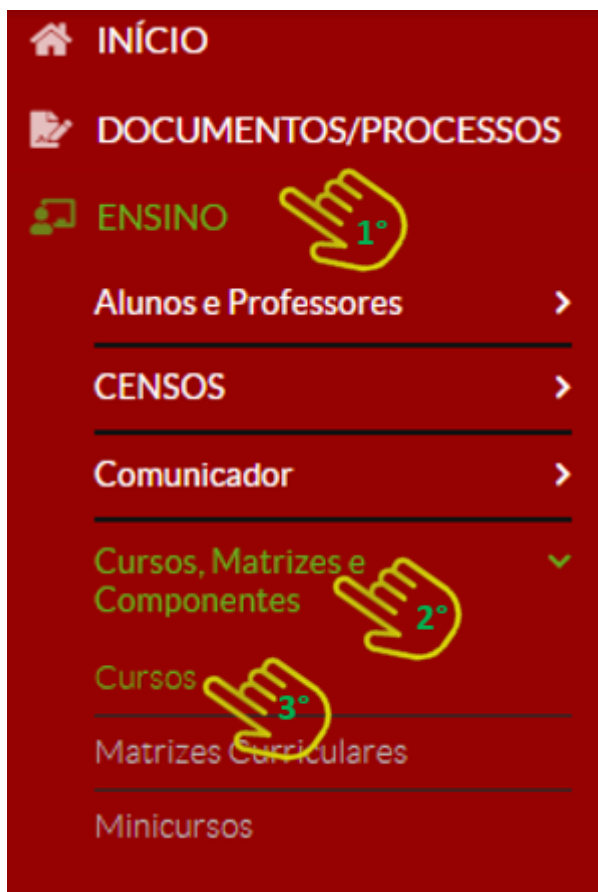 INÍCIO
DOCUMENTOS/PROCESSOS
ENSINO
1°
Alunos e Professores
CENSOS
Comunicador
Cursos, Matrizes e
Componentes
2°
Cursos
3°
Matrizes Curriculares
Minicursos